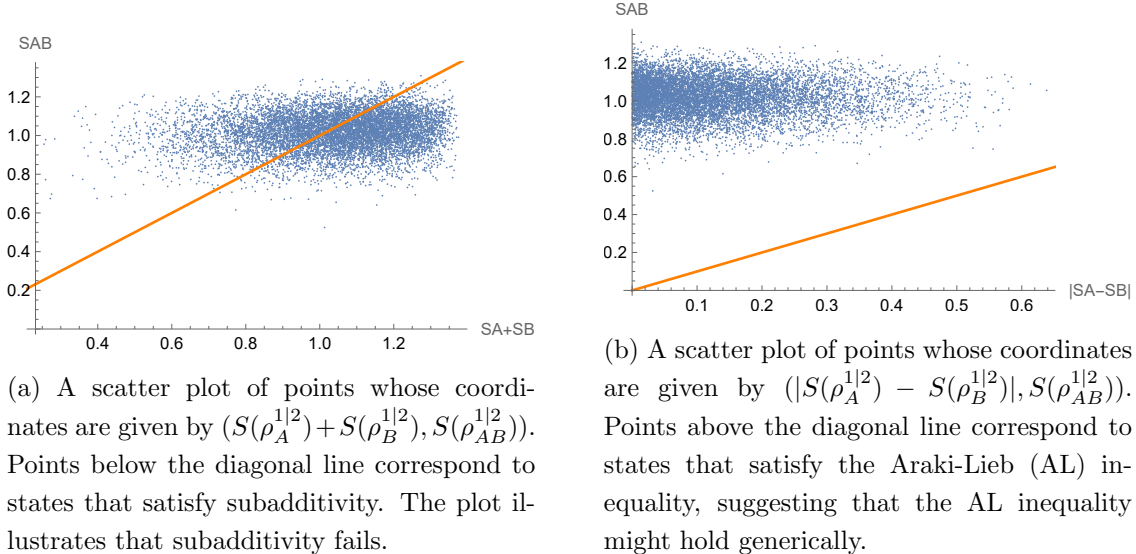 SAB
1.2
1.0
0.8
0.6
0.4
0.2
0.4 0.6 0.8 1.0 1.2
SA+SB
(a) A scatter plot of points whose coordi-
nates are given by (S(ρ_A^{1|2})+S(ρ_B^{1|2}), S(ρ_{AB}^{1|2})).
Points below the diagonal line correspond to
states that satisfy subadditivity. The plot il-
lustrates that subadditivity fails.
SAB
1.2
1.0
0.8
0.6
0.4
0.2
0.1 0.2 0.3 0.4 0.5 0.6
|SA−SB|
(b) A scatter plot of points whose coordinates
are given by (|S(ρ_A^{1|2}) − S(ρ_B^{1|2})|, S(ρ_{AB}^{1|2})).
Points above the diagonal line correspond to
states that satisfy the Araki-Lieb (AL) in-
equality, suggesting that the AL inequality
might hold generically.